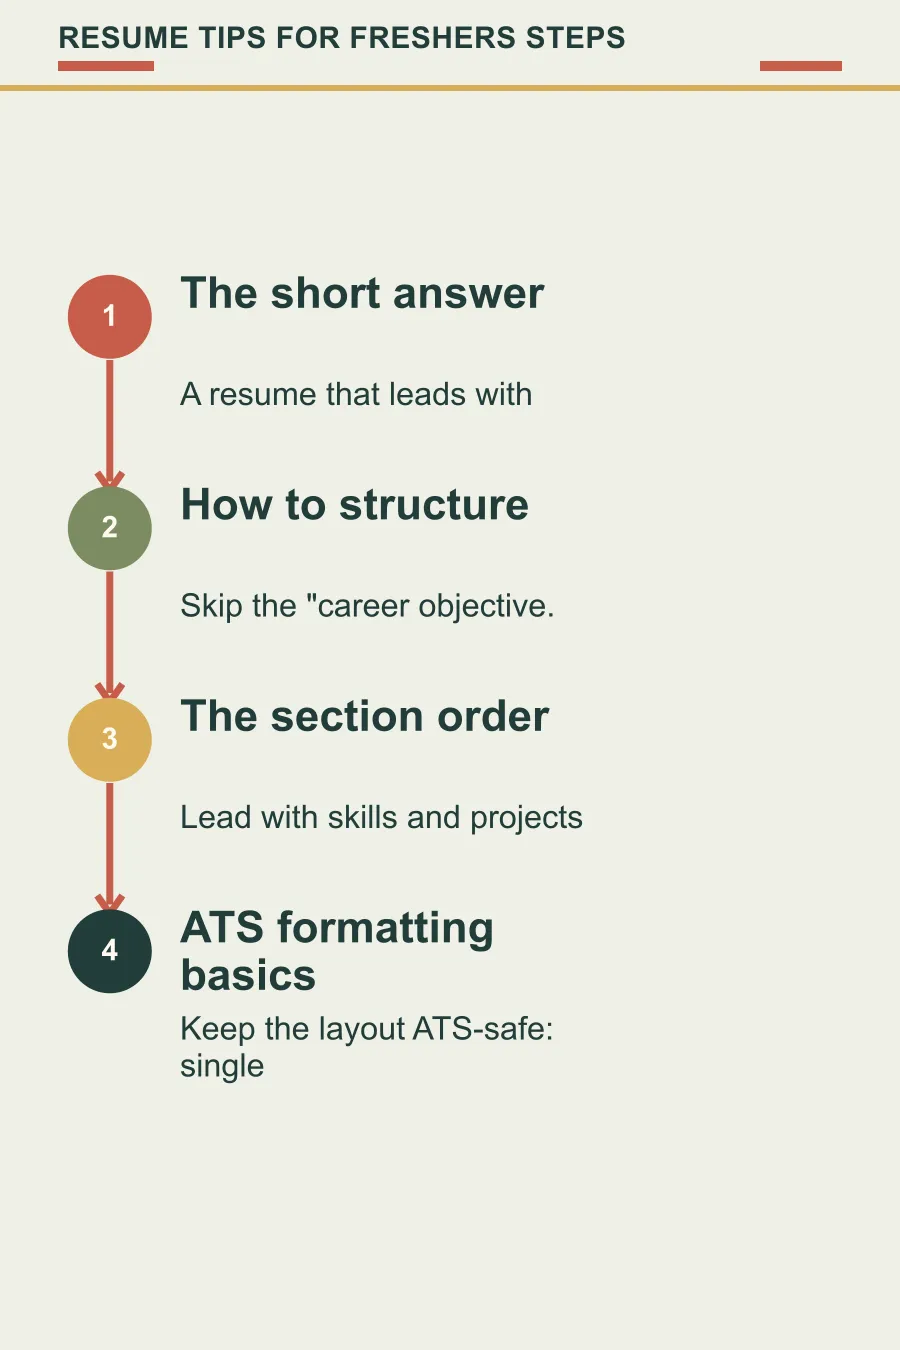 RESUME TIPS FOR FRESHERS STEPS
1
The short answer
A resume that leads with
2
How to structure
Skip the "career objective.
3
The section order
Lead with skills and projects
4
ATS formatting
basics
Keep the layout ATS-safe:
single